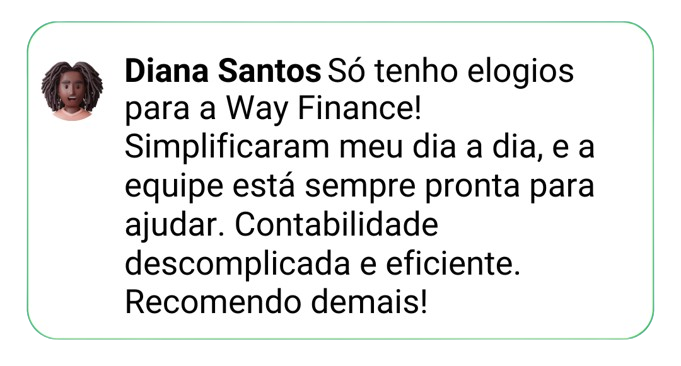 Diana Santos Só tenho elogios
para a Way Finance!
Simplificaram meu dia a dia, e a
equipe está sempre pronta para
ajudar. Contabilidade
descomplicada e eficiente.
Recomendo demais!